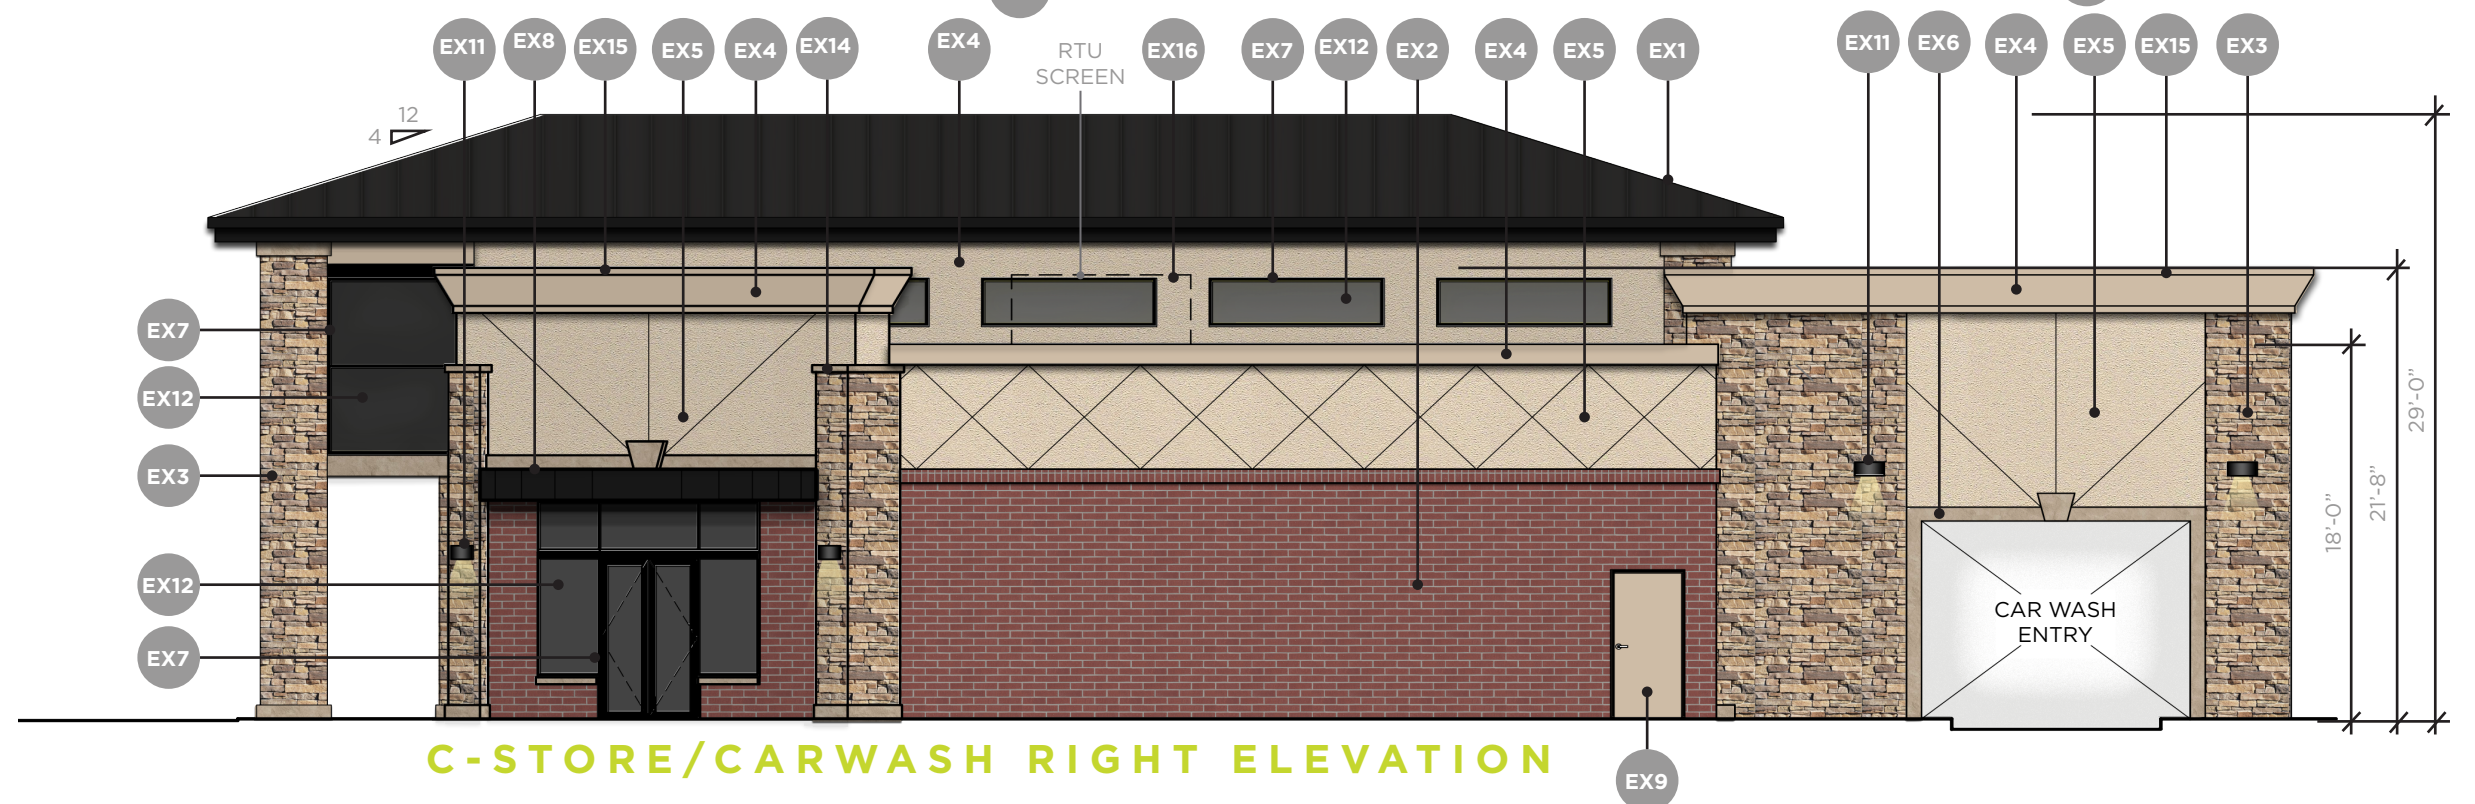 EX11 EX8 EX15 EX5 EX4 EX14 EX4 RTU EX16 EX7 EX12 EX2 EX4 EX5 EX1 EX11 EX6 EX4 EX5 EX15 EX3
SCREEN
12
4
EX7
EX12
29'-0"
EX3
21'-8"
18'-0"
EX12
CAR WASH
ENTRY
EX7
C-STORE/CARWASH RIGHT ELEVATION
EX9